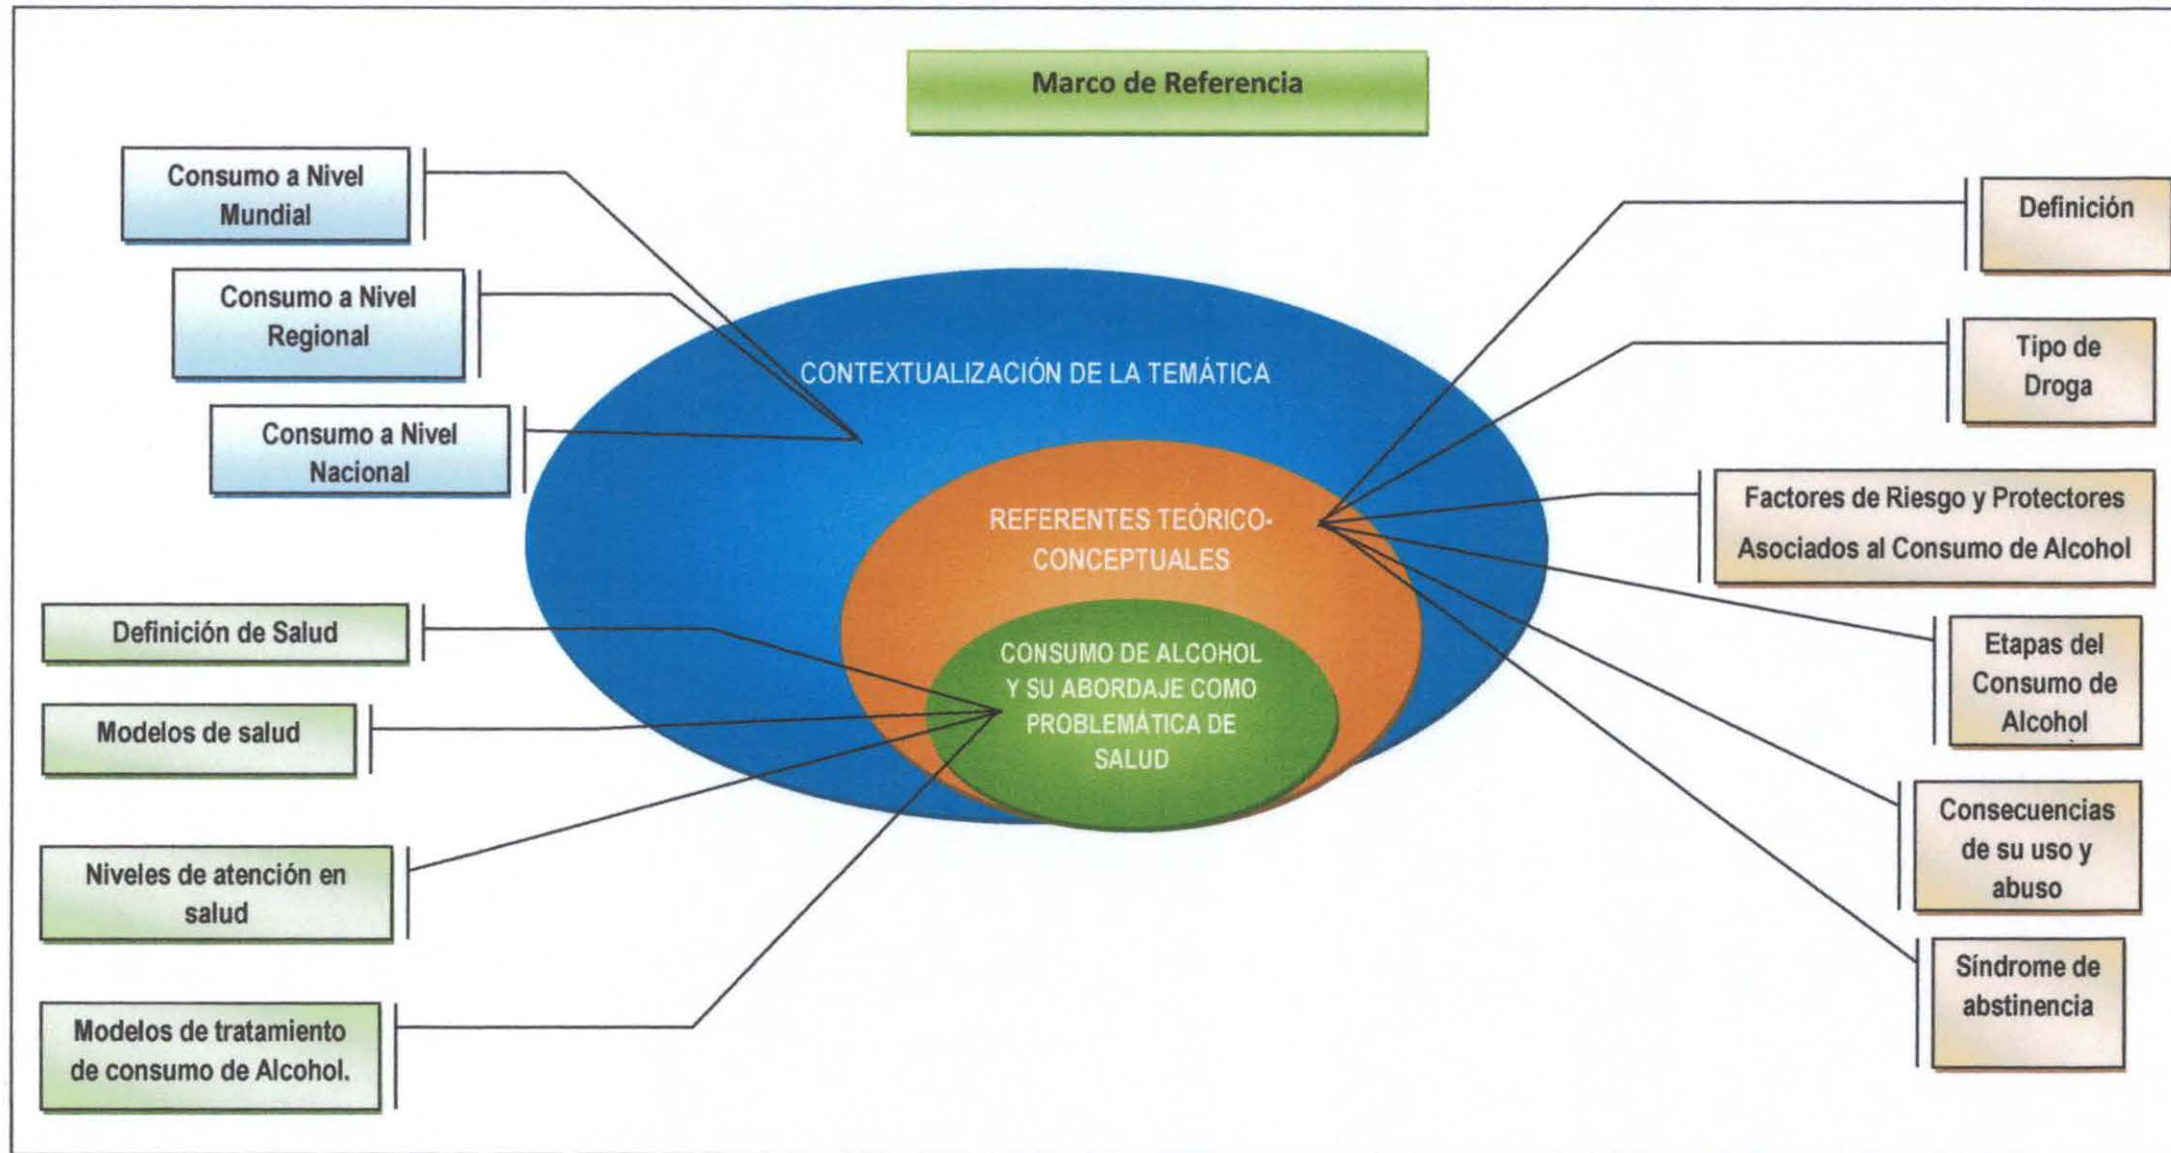 Marco de Referencia
Consumo a Nivel
Mundial
Consumo a Nivel
Regional
Consumo a Nivel
Nacional
CONTEXTUALIZACIÓN DE LA TEMÁTICA
REFERENTES TEÓRICO-
CONCEPTUALES
CONSUMO DE ALCOHOL
Y SU ABORDAJE COMO
PROBLEMÁTICA DE
SALUD
Definición de Salud
Modelos de salud
Niveles de atención en
salud
Modelos de tratamiento
de consumo de Alcohol.
Definición
Tipo de
Droga
Factores de Riesgo y Protectores
Asociados al Consumo de Alcohol
Etapas del
Consumo de
Alcohol
Consecuencias
de su uso y
abuso
Síndrome de
abstinencia